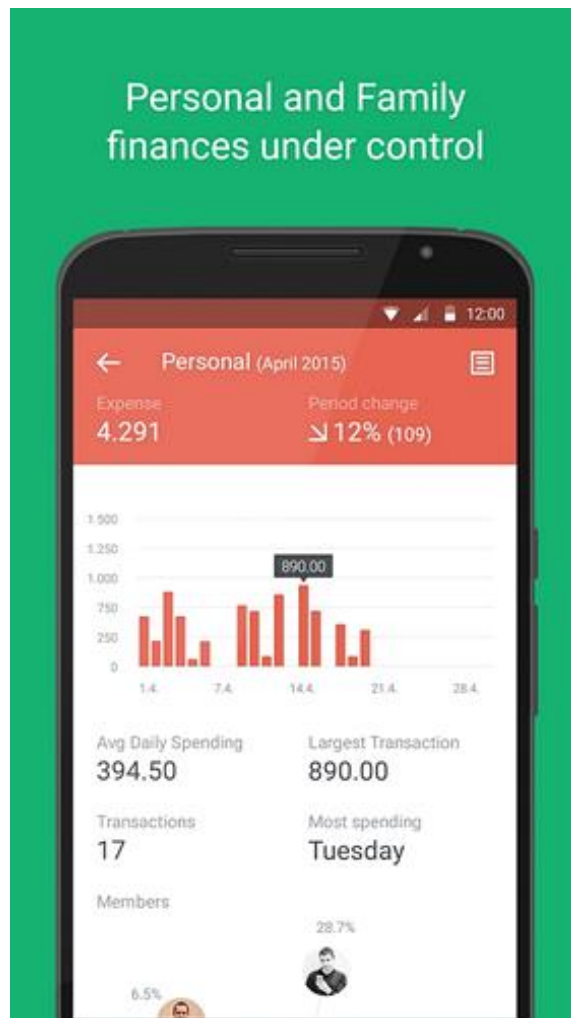 Personal and Family
finances under control
12:00
Personal (April 2015)
Expense
Period change
4.291
12% (109)
1.500
1.250
1.000
750
250
0
890.00
1.4.
7.4.
14.4.
21.4.
28.4.
Avg Daily Spending
Largest Transaction
394.50
890.00
Transactions
Most spending
17
Tuesday
Members
28.7%
6.5%